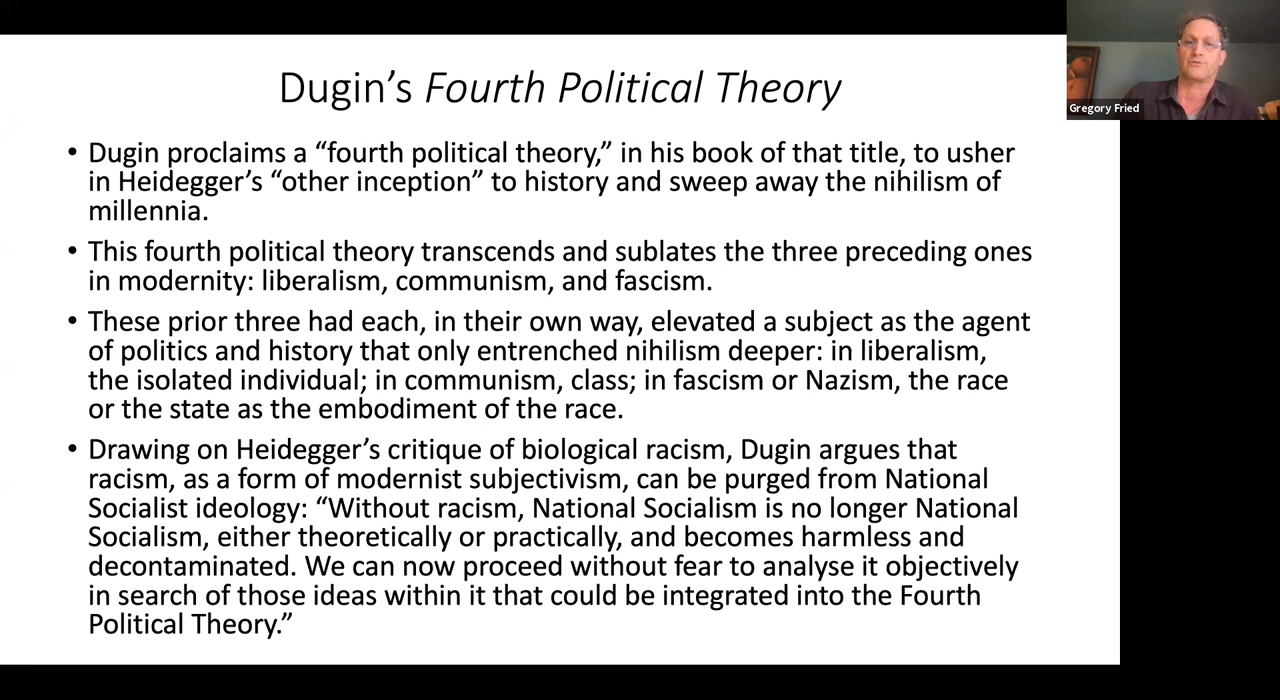 Dugin’s Fourth Political Theory
Gregory Fried
• Dugin proclaims a “fourth political theory,” in his book of that title, to usher
in Heidegger’s “other inception” to history and sweep away the nihilism of
millennia.
• This fourth political theory transcends and sublates the three preceding ones
in modernity: liberalism, communism, and fascism.
• These prior three had each, in their own way, elevated a subject as the agent
of politics and history that only entrenched nihilism deeper: in liberalism,
the isolated individual; in communism, class; in fascism or Nazism, the race
or the state as the embodiment of the race.
• Drawing on Heidegger’s critique of biological racism, Dugin argues that
racism, as a form of modernist subjectivism, can be purged from National
Socialist ideology: “Without racism, National Socialism is no longer National
Socialism, either theoretically or practically, and becomes harmless and
decontaminated. We can now proceed without fear to analyse it objectively
in search of those ideas within it that could be integrated into the Fourth
Political Theory.”